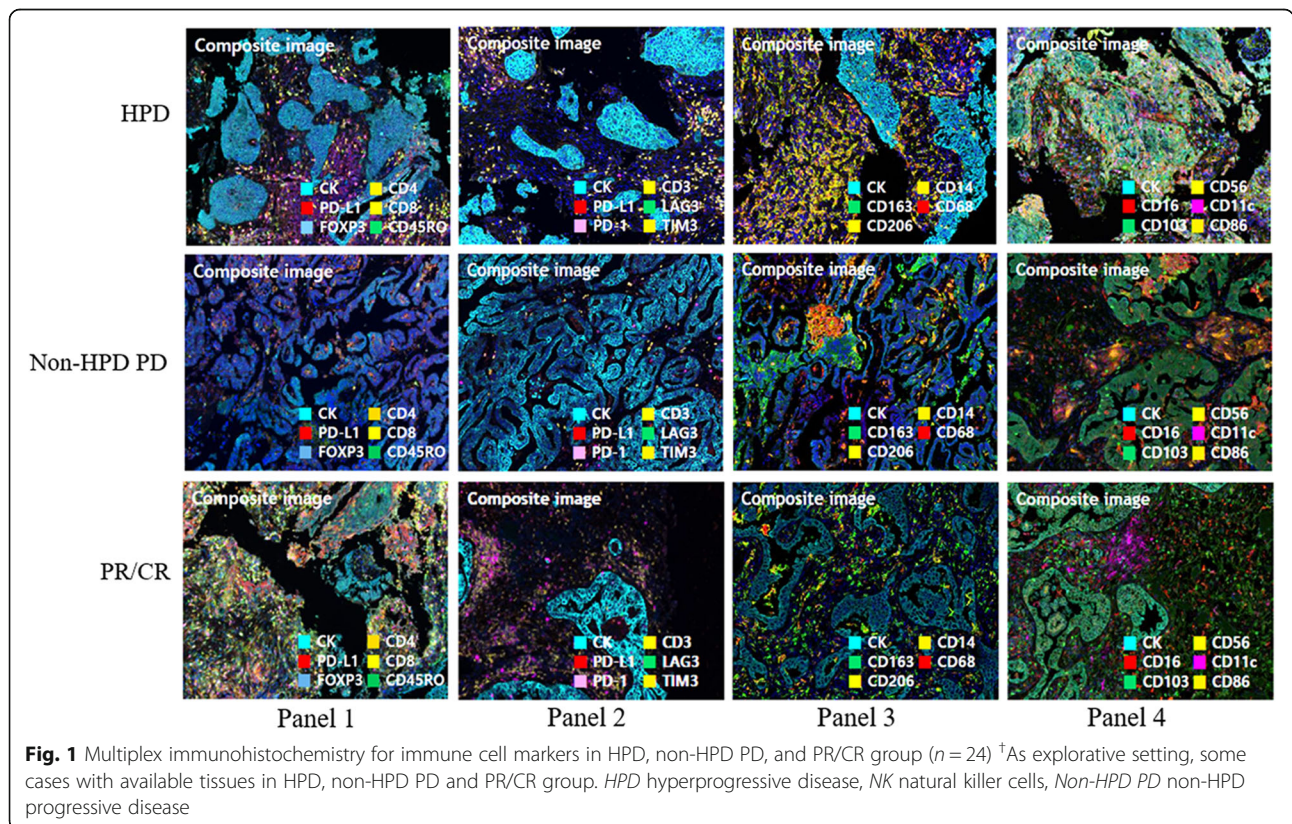 Composite image Composite image Composite image Composite image
HPD
CK CD4 CK CD3 CK CD14 CK CD56
PD-L1 CD8 PD-L1 LAG3 CD163 CD68 CD16 CD11c
FOXP3 CD45RO PD-1 TIM3 CD206 CD103 CD86
Composite image Composite image Composite image Composite image
Non-HPD PD
CK CD4 CK CD3 CK CD14 CK CD56
PD-L1 CD8 PD-L1 LAG3 CD163 CD68 CD16 CD11c
FOXP3 CD45RO PD-1 TIM3 CD206 CD103 CD86
Composite image Composite image Composite image Composite image
PR/CR
CK CD4 CK CD3 CK CD14 CK CD56
PD-L1 CD8 PD-L1 LAG3 CD163 CD68 CD16 CD11c
FOXP3 CD45RO PD-1 TIM3 CD206 CD103 CD86
Panel 1 Panel 2 Panel 3 Panel 4
Fig. 1 Multiplex immunohistochemistry for immune cell markers in HPD, non-HPD PD, and PR/CR group (n = 24) †As explorative setting, some
cases with available tissues in HPD, non-HPD PD and PR/CR group. HPD hyperprogressive disease, NK natural killer cells, Non-HPD PD non-HPD
progressive disease